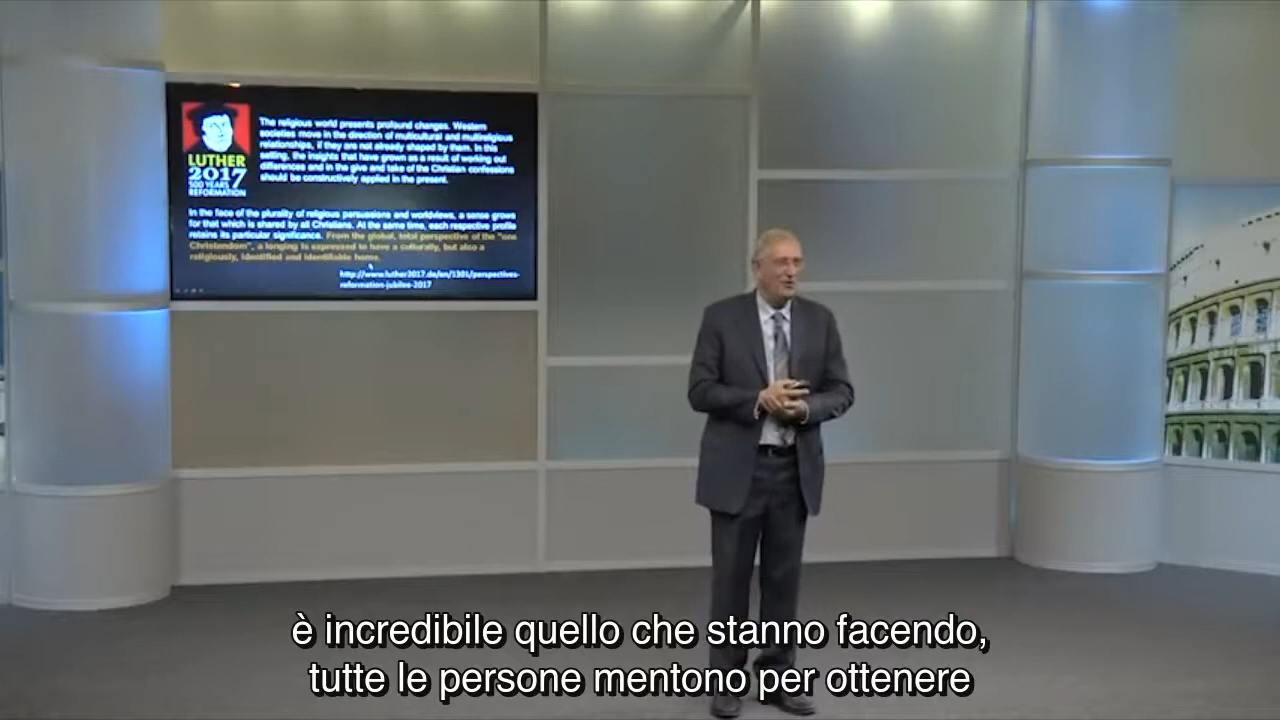 LUTHER
2017
500 YEARS
REFORMATION
The religious world presents profound changes. Western
societies move in the direction of multicultural and multireligious
relationships, if they are not already shaped by them. In this
setting, the insights that have grown as a result of working out
differences and in the give and take of the Christian confessions
should be constructively applied in the present.
In the face of the plurality of religious persuasions and worldviews, a sense grows
for that which is shared by all Christians. At the same time, each respective profile
retains its particular significance. From the global, total perspective of the "one
Christendom", a longing is expressed to have a culturally, but also a
religiously, identified and identifiable home.
http://www.luther2017.de/en/1301/perspectives-
reformation-jubilee-2017
è incredibile quello che stanno facendo,
tutte le persone mentono per ottenere